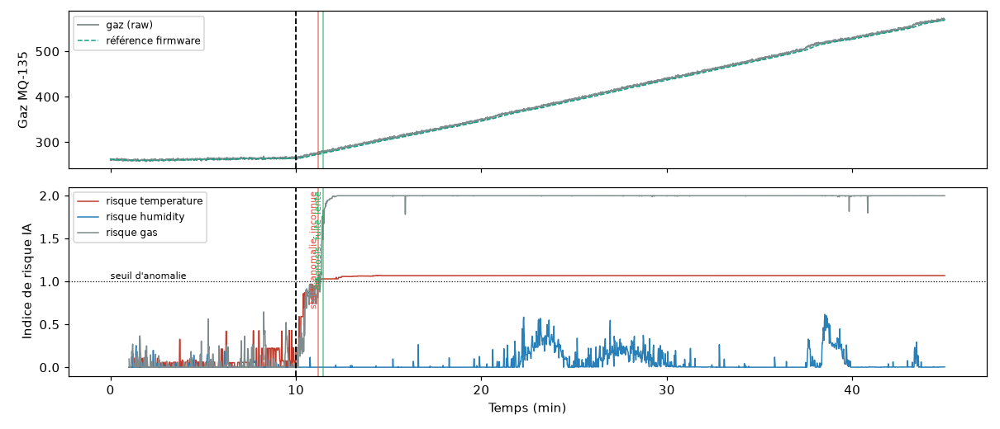 gaz (raw)
référence firmware
Gaz MQ-135
500
400
300
risque temperature
risque humidity
risque gas
seuil d'anomalie
anomalie inconnue
fuite lente
Indice de risque IA
2.0
1.5
1.0
0.5
0.0
0
10
20
30
40
Temps (min)